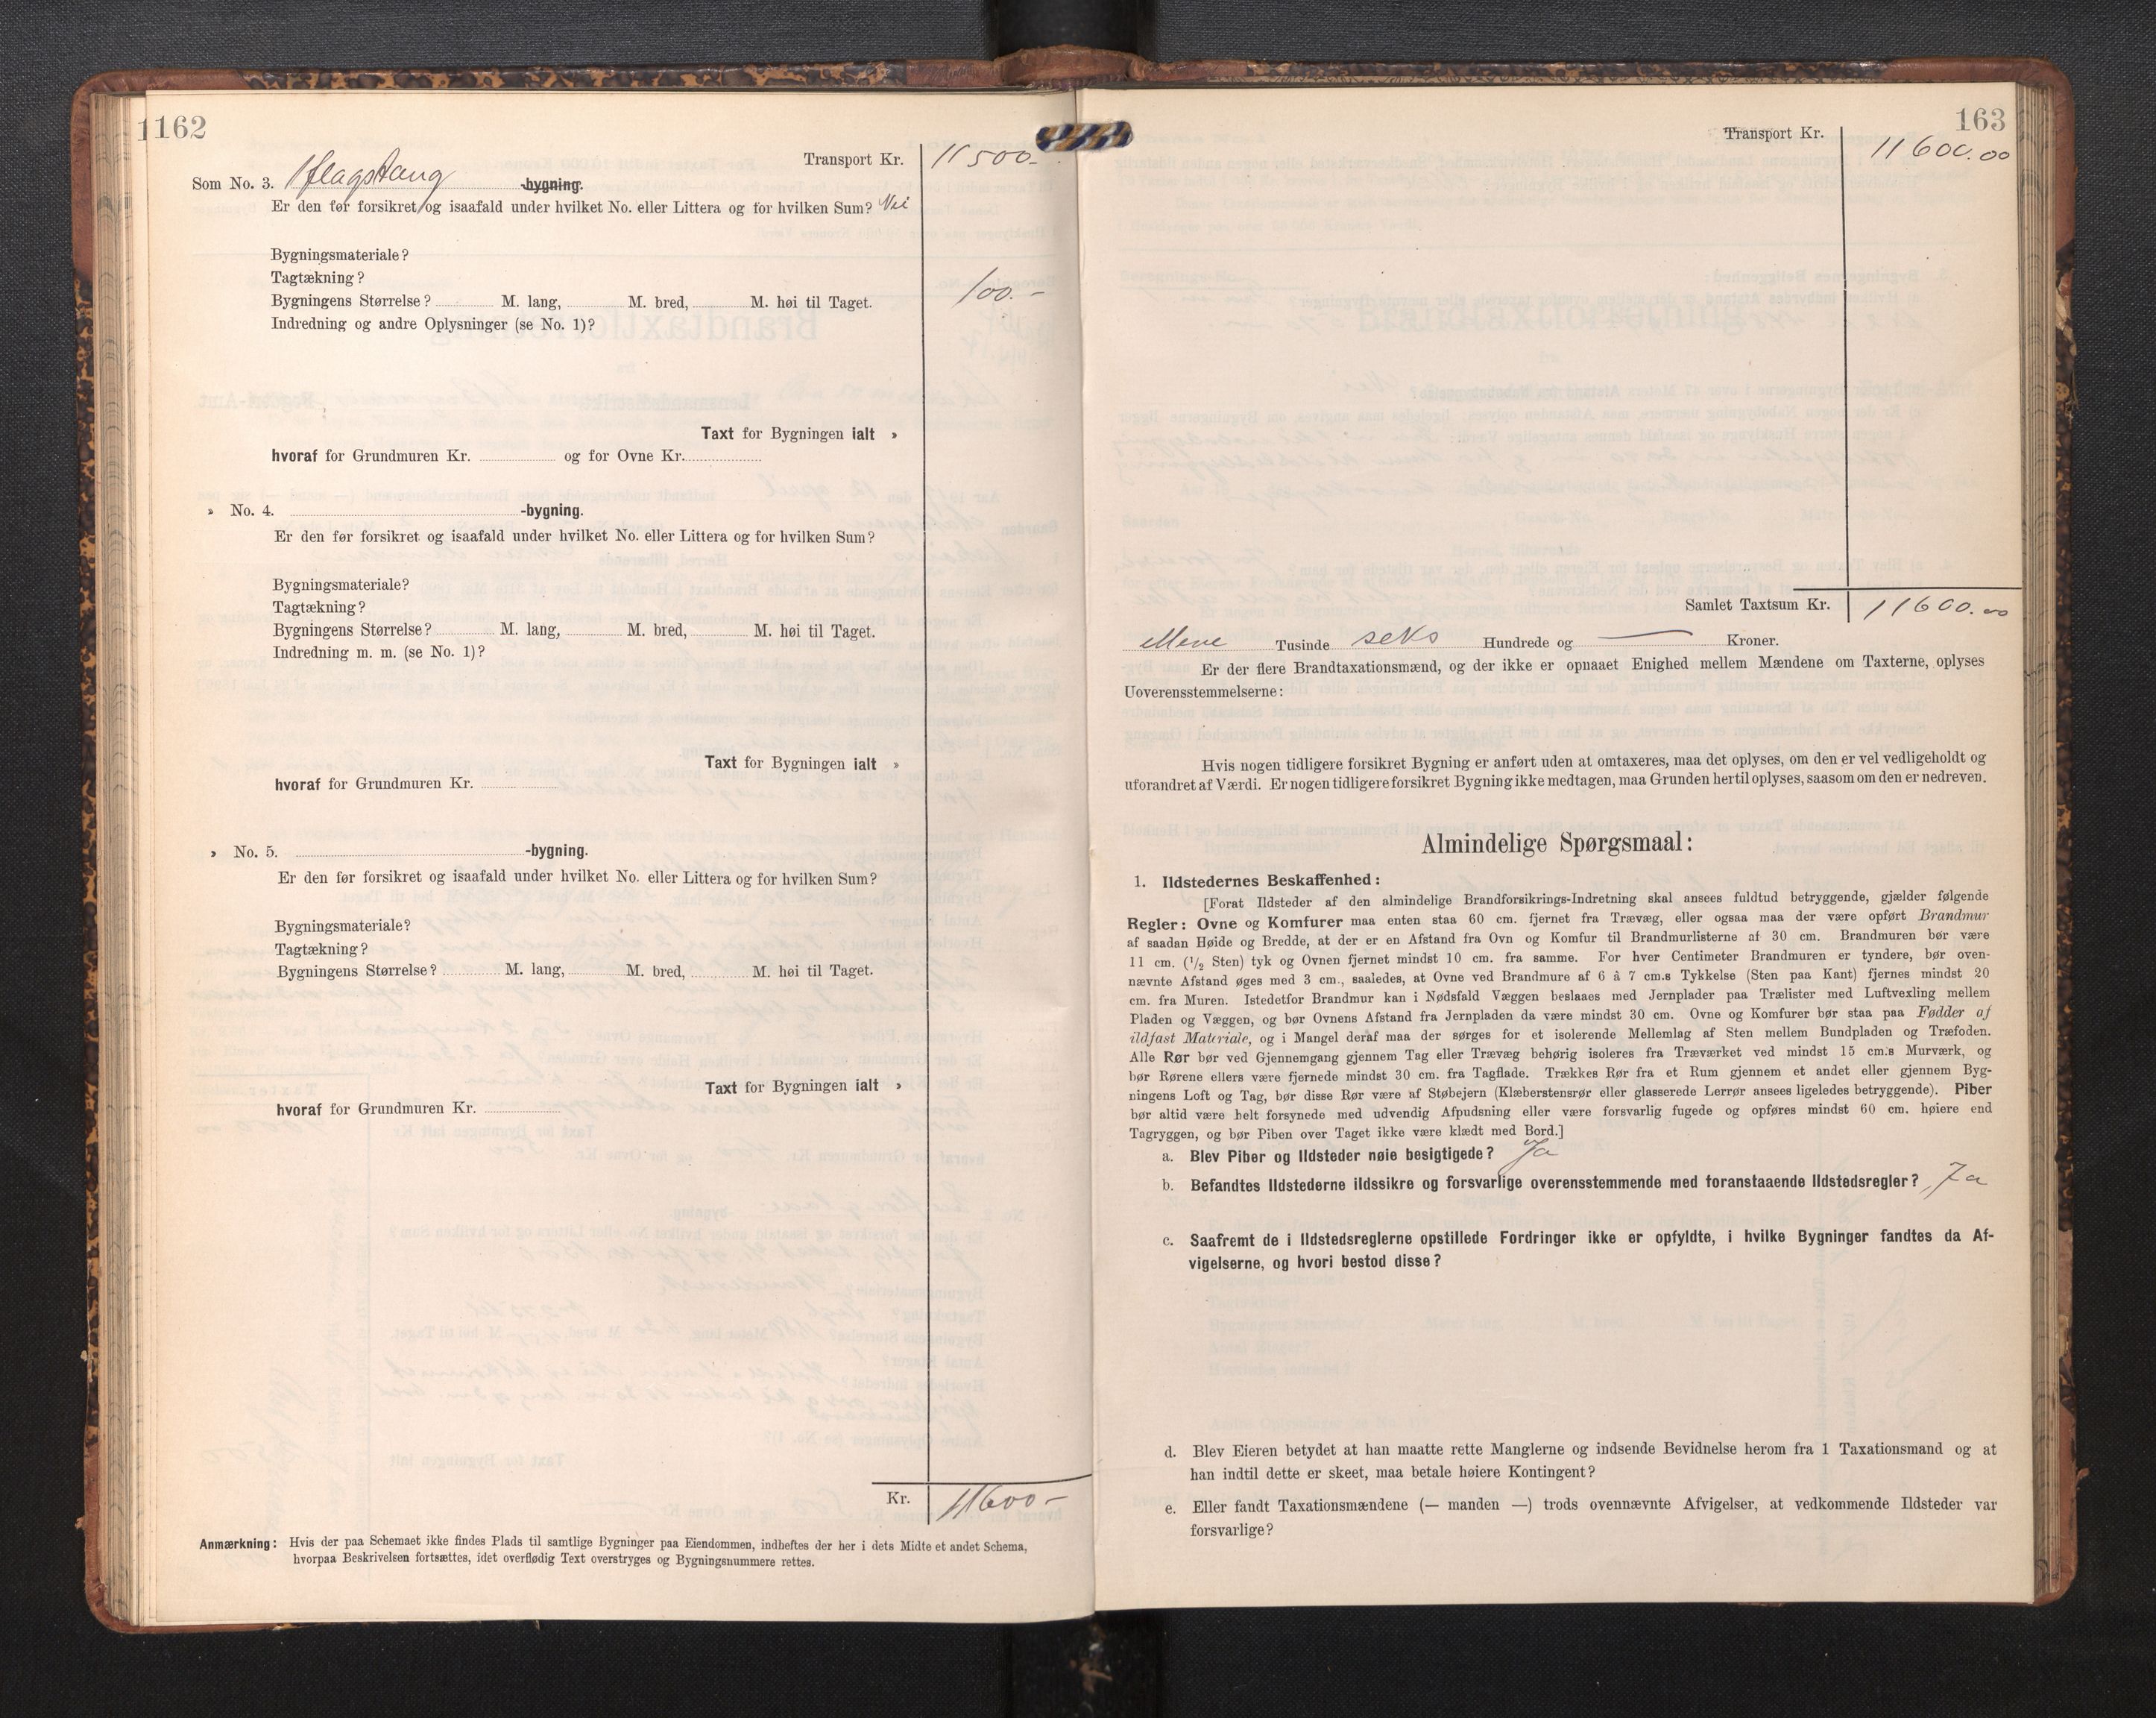 1162
Transport Kr. 11500-
Som No. 3. 1 flagstang -bygning.
Er den før forsikret og isaafald under hvilket No. eller Littera og for hvilken Sum? Nei
Bygningsmateriale?
Tagtækning?
Bygningens Størrelse? M. lang, M. bred, M. høi til Taget. 100.-
Indredning og andre Oplysninger (se No. 1)?
Taxt for Bygningen ialt »
hvoraf for Grundmuren Kr. og for Ovne Kr.
» No. 4. -bygning.
Er den før forsikret og isaafald under hvilket No. eller Littera og for hvilken Sum?
Bygningsmateriale?
Tagtækning?
Bygningens Størrelse? M. lang, M. bred, M. høi til Taget.
Indredning m. m. (se No. 1)?
Taxt for Bygningen ialt »
hvoraf for Grundmuren Kr.
» No. 5. -bygning.
Er den før forsikret og isaafald under hvilket No. eller Littera og for hvilken Sum?
Bygningsmateriale?
Tagtækning?
Bygningens Størrelse? M. lang, M. bred, M. høi til Taget.
Taxt for Bygningen ialt »
hvoraf for Grundmuren Kr.
Kr. 11600-
Anmærkning: Hvis der paa Schemaet ikke findes Plads til samtlige Bygninger paa Eiendommen, indheftes der her i dets Midte et andet Schema,
hvorpaa Beskrivelsen fortsættes, idet overflødig Text overstryges og Bygningsnummere rettes.
163
Transport Kr. 11600.00
Samlet Taxtsum Kr. 11600.00
elleve Tusinde seks Hundrede og — Kroner.
Er der flere Brandtaxationsmænd, og der ikke er opnaaet Enighed mellem Mændene om Taxterne, oplyses
Uoverensstemmelserne:
Hvis nogen tidligere forsikret Bygning er anført uden at omtaxeres, maa det oplyses, om den er vel vedligeholdt og
uforandret af Værdi. Er nogen tidligere forsikret Bygning ikke medtagen, maa Grunden hertil oplyses, saasom om den er nedreven.
Almindelige Spørgsmaal:
1. Ildstedernes Beskaffenhed:
[Forat Ildsteder af den almindelige Brandforsikrings-Indretning skal ansees fuldtud betryggende, gjælder følgende
Regler: Ovne og Komfurer maa enten staa 60 cm. fjernet fra Trævæg, eller ogsaa maa der være opført Brandmur
af saadan Høide og Bredde, at der er en Afstand fra Ovn og Komfur til Brandmurlisterne af 30 cm. Brandmuren bør være
11 cm. (1/2 Sten) tyk og Ovnen fjernet mindst 10 cm. fra samme. For hver Centimeter Brandmuren er tyndere, bør oven-
nævnte Afstand øges med 3 cm., saaledes, at Ovne ved Brandmure af 6 à 7 cm.s Tykkelse (Sten paa Kant) fjernes mindst 20
cm. fra Muren. Istedetfor Brandmur kan i Nødsfald Væggen beslaaes med Jernplader paa Trælister med Luftvexling mellem
Pladen og Væggen, og bør Ovnens Afstand fra Jernpladen da være mindst 30 cm. Ovne og Komfurer bør staa paa Fødder af
ildfast Materiale, og i Mangel deraf maa der sørges for et isolerende Mellemlag af Sten mellem Bundpladen og Træfoden.
Alle Rør bør ved Gjennemgang gjennem Tag eller Trævæg behørig isoleres fra Træværket ved mindst 15 cm.s Murværk, og
bør Rørene ellers være fjernede mindst 30 cm. fra Tagflade. Trækkes Rør fra et Rum gjennem et andet eller gjennem Byg-
ningens Loft og Tag, bør disse Rør være af Støbejern (Klæberstensrør eller glasserede Lerrør ansees ligeledes betryggende). Piber
bør altid være helt forsynede med udvendig Afpudsning eller være forsvarlig fugede og opføres mindst 60 cm. høiere end
Tagryggen, og bør Piben over Taget ikke være klædt med Bord.]
a. Blev Piber og Ildsteder nøie besigtigede? Ja
b. Befandtes Ildstederne ildssikre og forsvarlige overensstemmende med foranstaaende Ildstedsregler? Ja
c. Saafremt de i Ildstedsreglerne opstillede Fordringer ikke er opfyldte, i hvilke Bygninger fandtes da Af-
vigelserne, og hvori bestod disse?
d. Blev Eieren betydet at han maatte rette Manglerne og indsende Bevidnelse herom fra 1 Taxationsmand og at
han indtil dette er skeet, maa betale høiere Kontingent?
e. Eller fandt Taxationsmændene (— manden —) trods ovennævnte Afvigelser, at vedkommende Ildsteder var
forsvarlige?